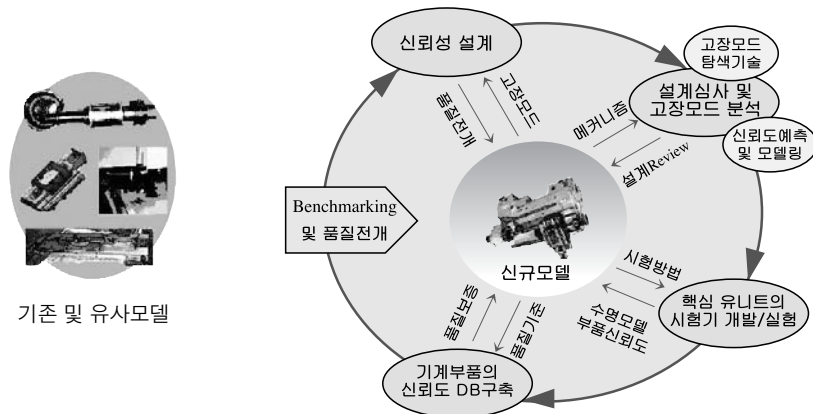 기존 및 유사모델
Benchmarking
및 품질전개
신뢰성 설계
품질전개
고장모드
고장모드
탐색기술
설계심사 및
고장모드 분석
신뢰도예측
및 모델링
메커니즘
설계Review
신규모델
시험방법
수명모델
부품신뢰도
핵심 유니트의
시험기 개발/실험
품질보증
품질기준
기계부품의
신뢰도 DB구축